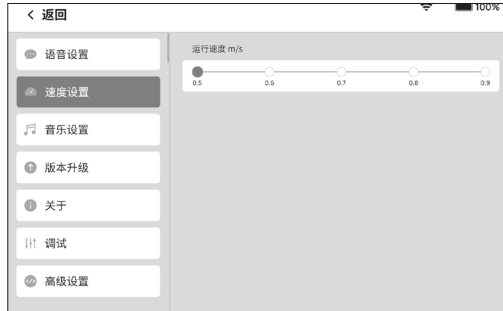 返回
100%
语音设置
速度设置
音乐设置
版本升级
关于
调试
高级设置
运行速度 m/s
0.5 0.6 0.7 0.8 0.9